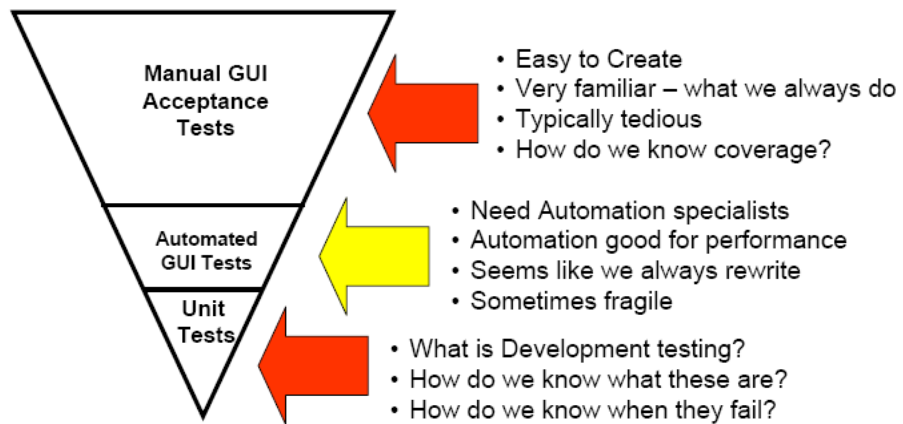 Manual GUI
Acceptance
Tests
• Easy to Create
• Very familiar – what we always do
• Typically tedious
• How do we know coverage?
Automated
GUI Tests
• Need Automation specialists
• Automation good for performance
• Seems like we always rewrite
• Sometimes fragile
Unit
Tests
• What is Development testing?
• How do we know what these are?
• How do we know when they fail?